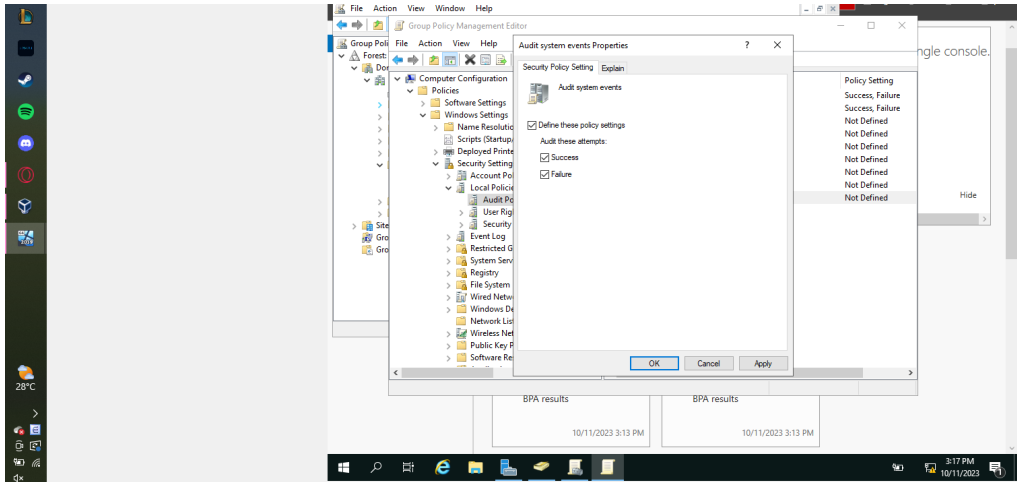 File Action View Window Help
Group Policy Management Editor
Group Poli
File Action View Help
Forest:
Dor
Site
Gro
Gro
Computer Configuration
Policies
Software Settings
Windows Settings
Name Resolutio
Scripts (Startup,
Deployed Printe
Security Setting
Account Pol
Local Policie
Audit Po
User Rig
Security
Event Log
Restricted G
System Serv
Registry
File System
Wired Netw
Windows De
Network List
Wireless Net
Public Key P
Software Re
Audit system events Properties
?
Security Policy Setting Explain
Audit system events
Define these policy settings
Audit these attempts:
Success
Failure
OK Cancel Apply
Policy Setting
Success, Failure
Success, Failure
Not Defined
Not Defined
Not Defined
Not Defined
Not Defined
Not Defined
Not Defined
ngle console.
Hide
BPA results BPA results
10/11/2023 3:13 PM 10/11/2023 3:13 PM
28°C
3:17 PM
10/11/2023